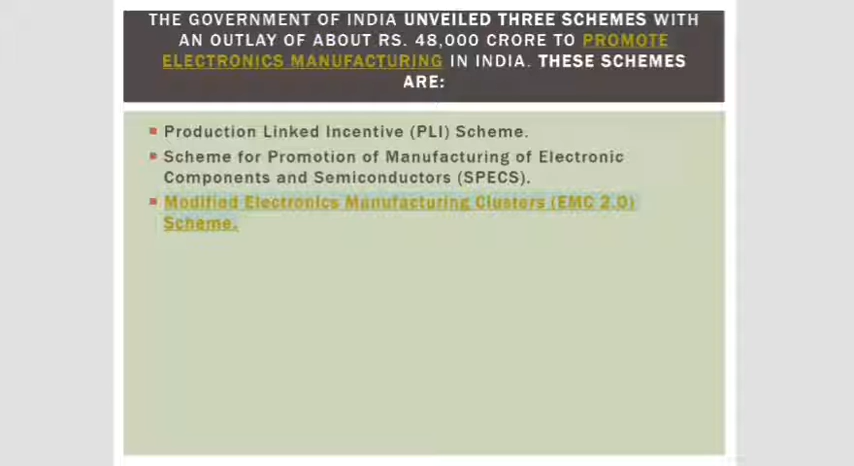 THE GOVERNMENT OF INDIA UNVEILED THREE SCHEMES WITH
AN OUTLAY OF ABOUT RS. 48,000 CRORE TO PROMOTE
ELECTRONICS MANUFACTURING IN INDIA. THESE SCHEMES
ARE:
Production Linked Incentive (PLI) Scheme.
Scheme for Promotion of Manufacturing of Electronic
Components and Semiconductors (SPECS).
Modified Electronics Manufacturing Clusters (EMC 2.0)
Scheme.